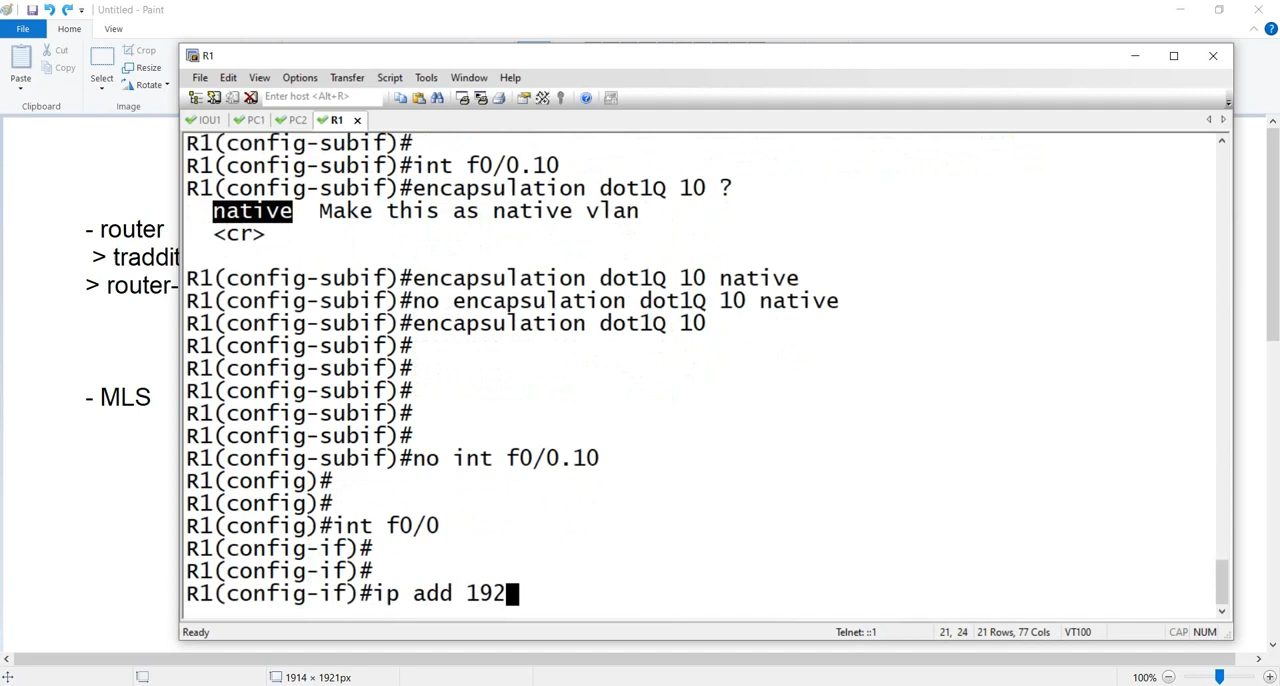 Untitled - Paint
File
Home
View
Cut
Copy
Paste
Clipboard
Select
Crop
Resize
Rotate
Image
- router
> traddit
> router-
- MLS
R1
File Edit View Options Transfer Script Tools Window Help
Enter host <Alt+R>
IOU1 PC1 PC2 R1
R1(config-subif)#
R1(config-subif)#int f0/0.10
R1(config-subif)#encapsulation dot1Q 10 ?
native Make this as native vlan
<cr>
R1(config-subif)#encapsulation dot1Q 10 native
R1(config-subif)#no encapsulation dot1Q 10 native
R1(config-subif)#encapsulation dot1Q 10
R1(config-subif)#
R1(config-subif)#
R1(config-subif)#
R1(config-subif)#
R1(config-subif)#
R1(config-subif)#no int f0/0.10
R1(config)#
R1(config)#
R1(config)#int f0/0
R1(config-if)#
R1(config-if)#
R1(config-if)#ip add 192
Ready Telnet: ::1 21, 24 21 Rows, 77 Cols VT100 CAP NUM
1914 × 1921px 100%